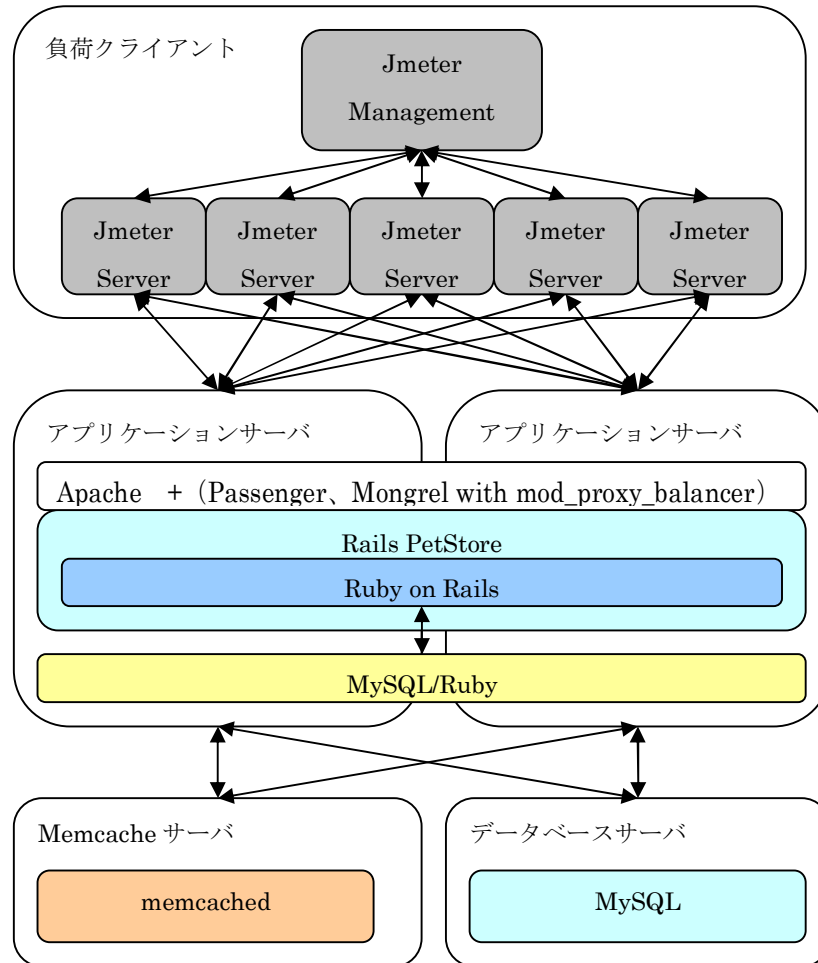 負荷クライアント
Jmeter
Management
Jmeter
Server
Jmeter
Server
Jmeter
Server
Jmeter
Server
Jmeter
Server
アプリケーションサーバ
アプリケーションサーバ
Apache　+（Passenger、Mongrel with mod_proxy_balancer）
Rails PetStore
Ruby on Rails
MySQL/Ruby
Memcache サーバ
memcached
データベースサーバ
MySQL